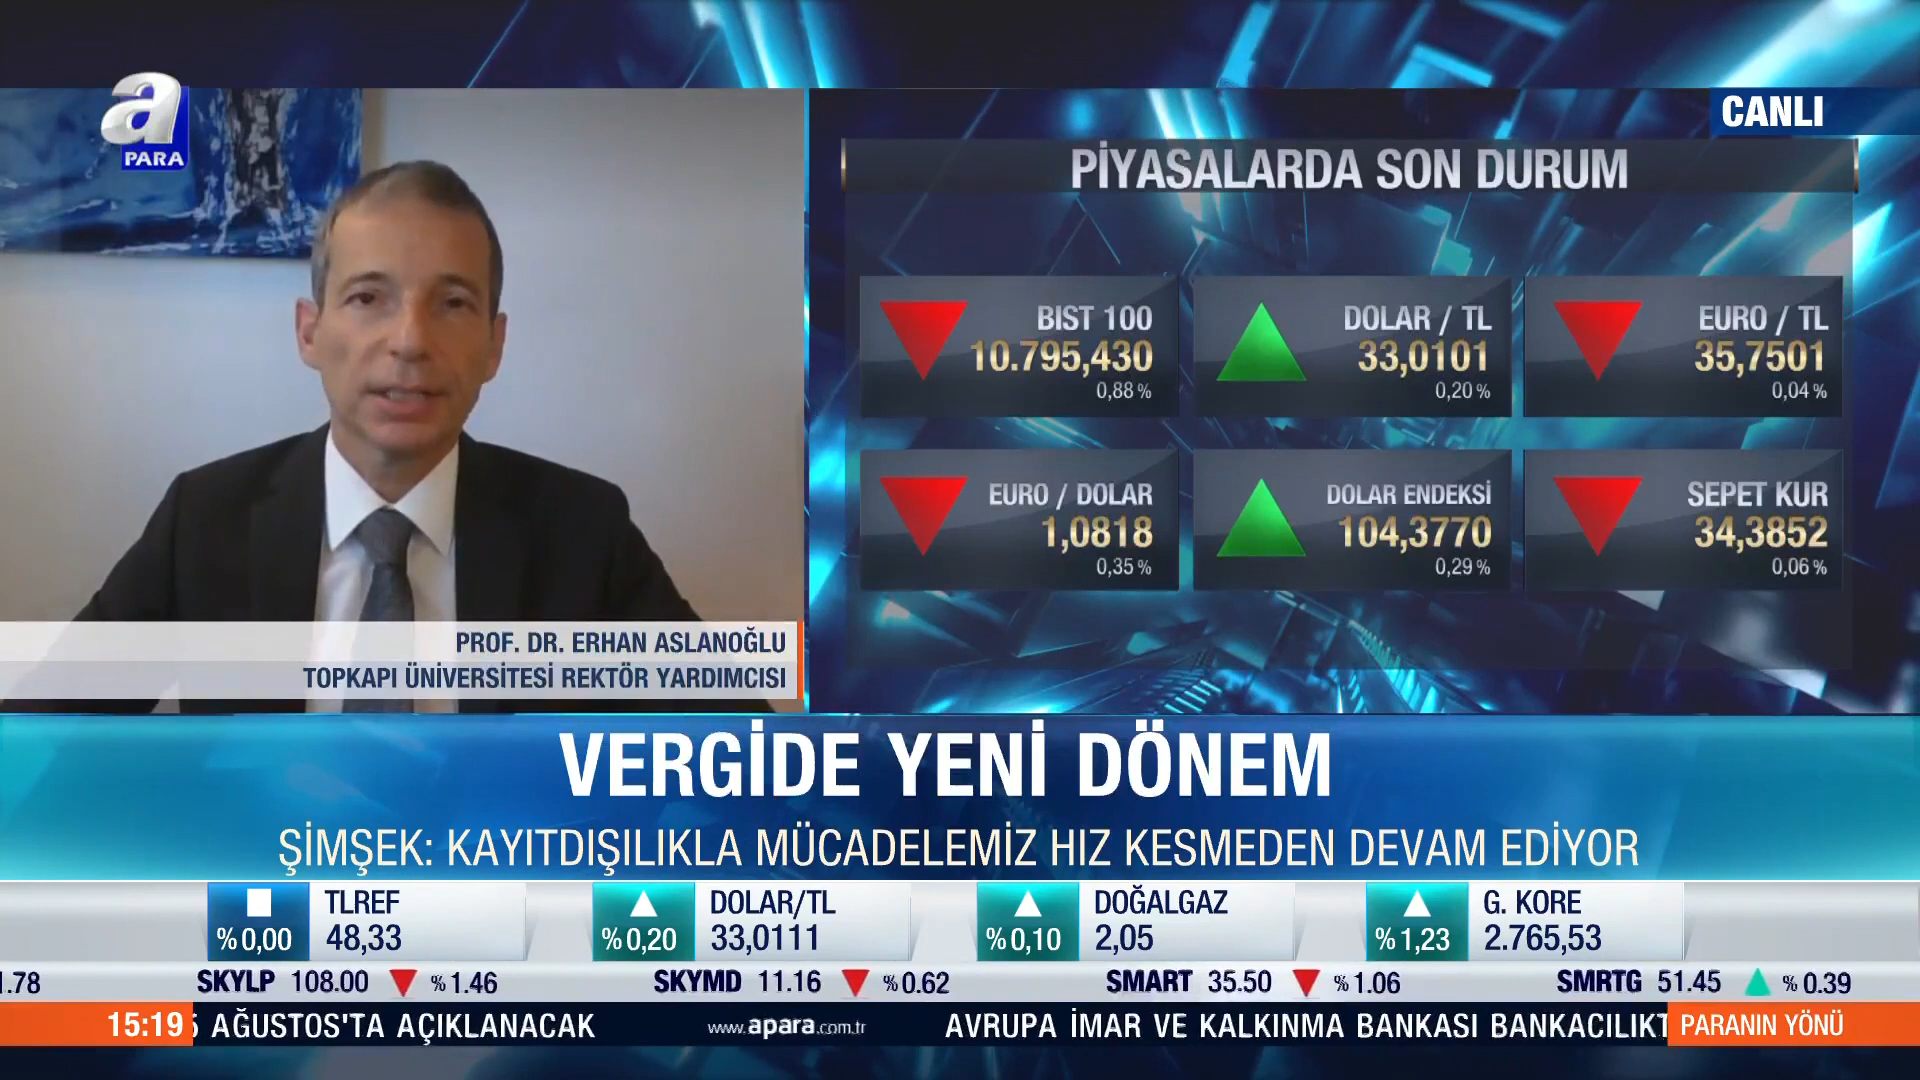 a
PARA
CANLI
PİYASALARDA SON DURUM
BIST 100
10.795,430
0,88 %
DOLAR / TL
33,0101
0,20 %
EURO / TL
35,7501
0,04 %
EURO / DOLAR
1,0818
0,35 %
DOLAR ENDEKSİ
104,3770
0,29 %
SEPET KUR
34,3852
0,06 %
PROF. DR. ERHAN ASLANOĞLU
TOPKAPI ÜNİVERSİTESİ REKTÖR YARDIMCISI
VERGİDE YENİ DÖNEM
ŞİMŞEK: KAYITDIŞILIKLA MÜCADELEMİZ HIZ KESMEDEN DEVAM EDİYOR
%0,00 TLREF 48,33
%0,20 DOLAR/TL 33,0111
%0,10 DOĞALGAZ 2,05
%1,23 G. KORE 2.765,53
.78 SKYLP 108.00 %1.46 SKYMD 11.16 %0.62 SMART 35.50 %1.06 SMRTG 51.45 %0.39
15:19 AĞUSTOS'TA AÇIKLANACAK www.apara.com.tr AVRUPA İMAR VE KALKINMA BANKASI BANKACILIKT PARANIN YÖNÜ